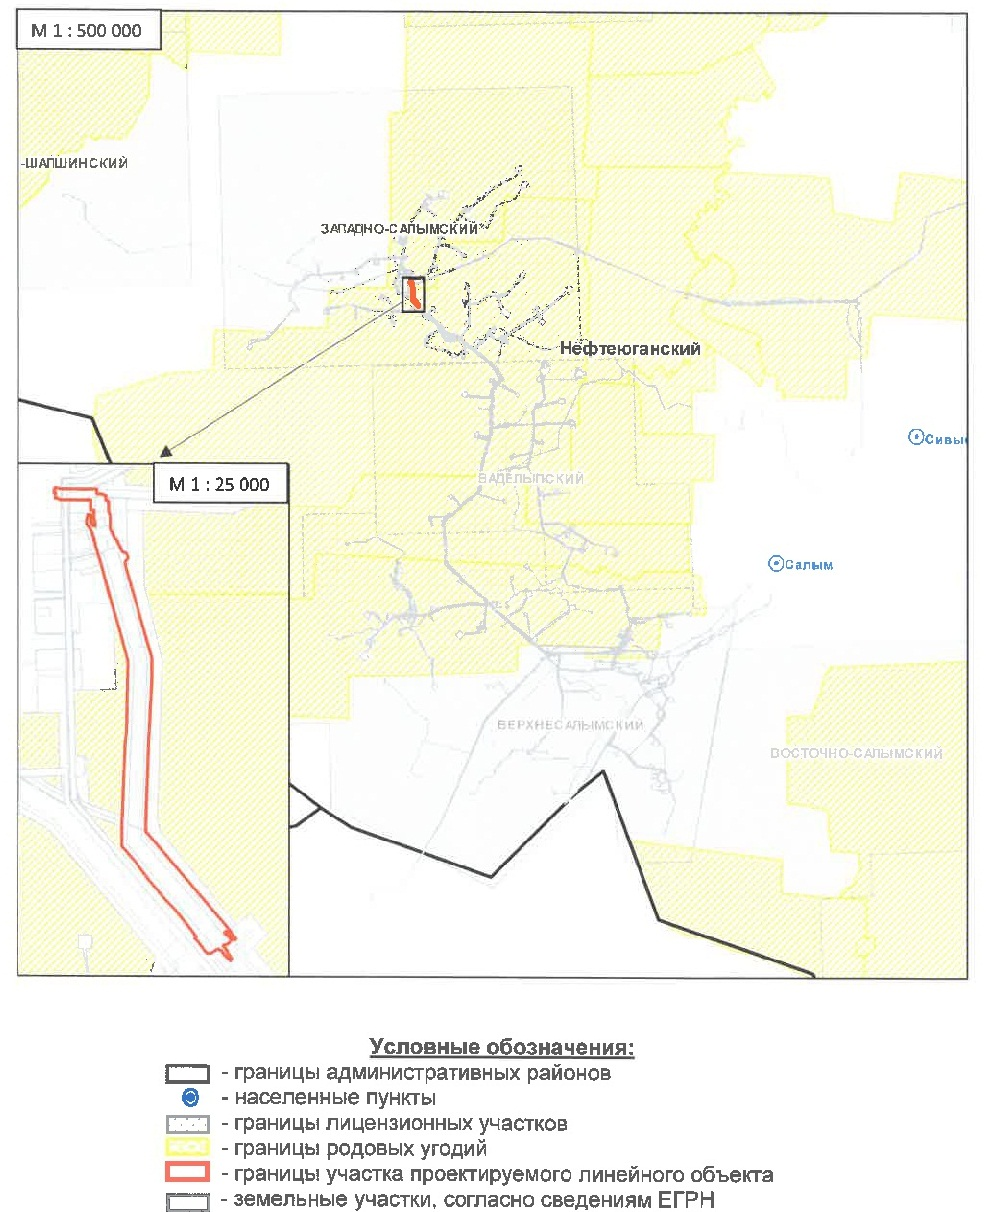 М 1 : 500 000
-ШАПШИНСКИЙ
ЗАПАДНО-САЛЫМСКИЙ
Нефтеюганский
Сивы
М 1 : 25 000
ВАДЕЛЫПСКИЙ
Салым
ВЕРХНЕСАЛЫМСКИЙ
ВОСТОЧНО-САЛЫМСКИЙ
Условные обозначения:
- границы административных районов
- населенные пункты
- границы лицензионных участков
- границы родовых угодий
- границы участка проектируемого линейного объекта
- земельные участки, согласно сведениям ЕГРН